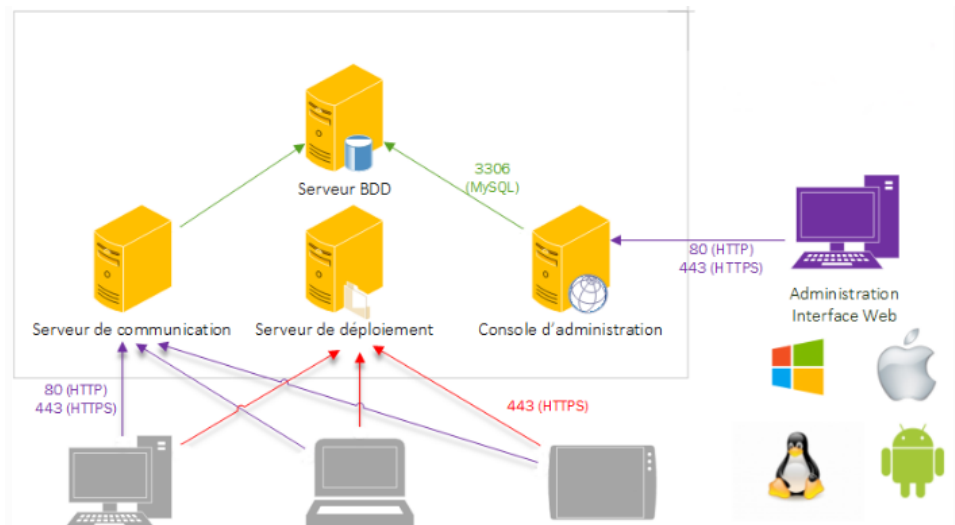 3306
(MySQL)
Serveur BDD
80 (HTTP)
443 (HTTPS)
Administration
Interface Web
Serveur de communication
Serveur de déploiement
Console d'administration
80 (HTTP)
443 (HTTPS)
443 (HTTPS)